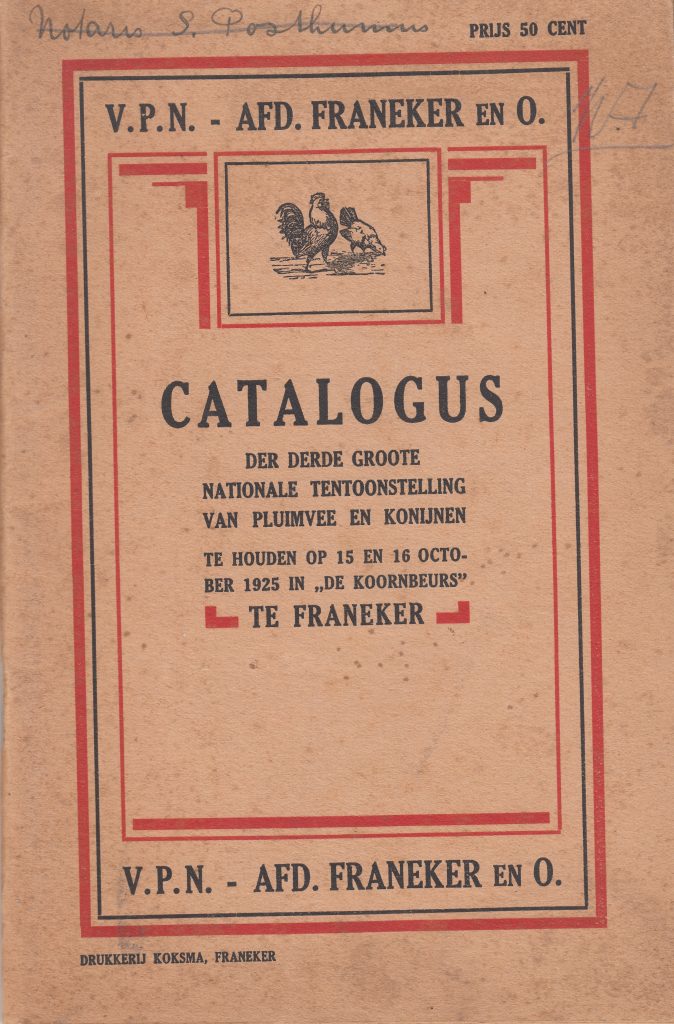 Notaris S. Posthumus
PRIJS 50 CENT
V.P.N. - AFD. FRANEKER EN O.
CATALOGUS
DER DERDE GROOTE
NATIONALE TENTOONSTELLING
VAN PLUIMVEE EN KONIJNEN
TE HOUDEN OP 15 EN 16 OCTO-
BER 1925 IN „DE KOORNBEURS”
TE FRANEKER
V.P.N. - AFD. FRANEKER EN O.
DRUKKERIJ KOKSMA, FRANEKER